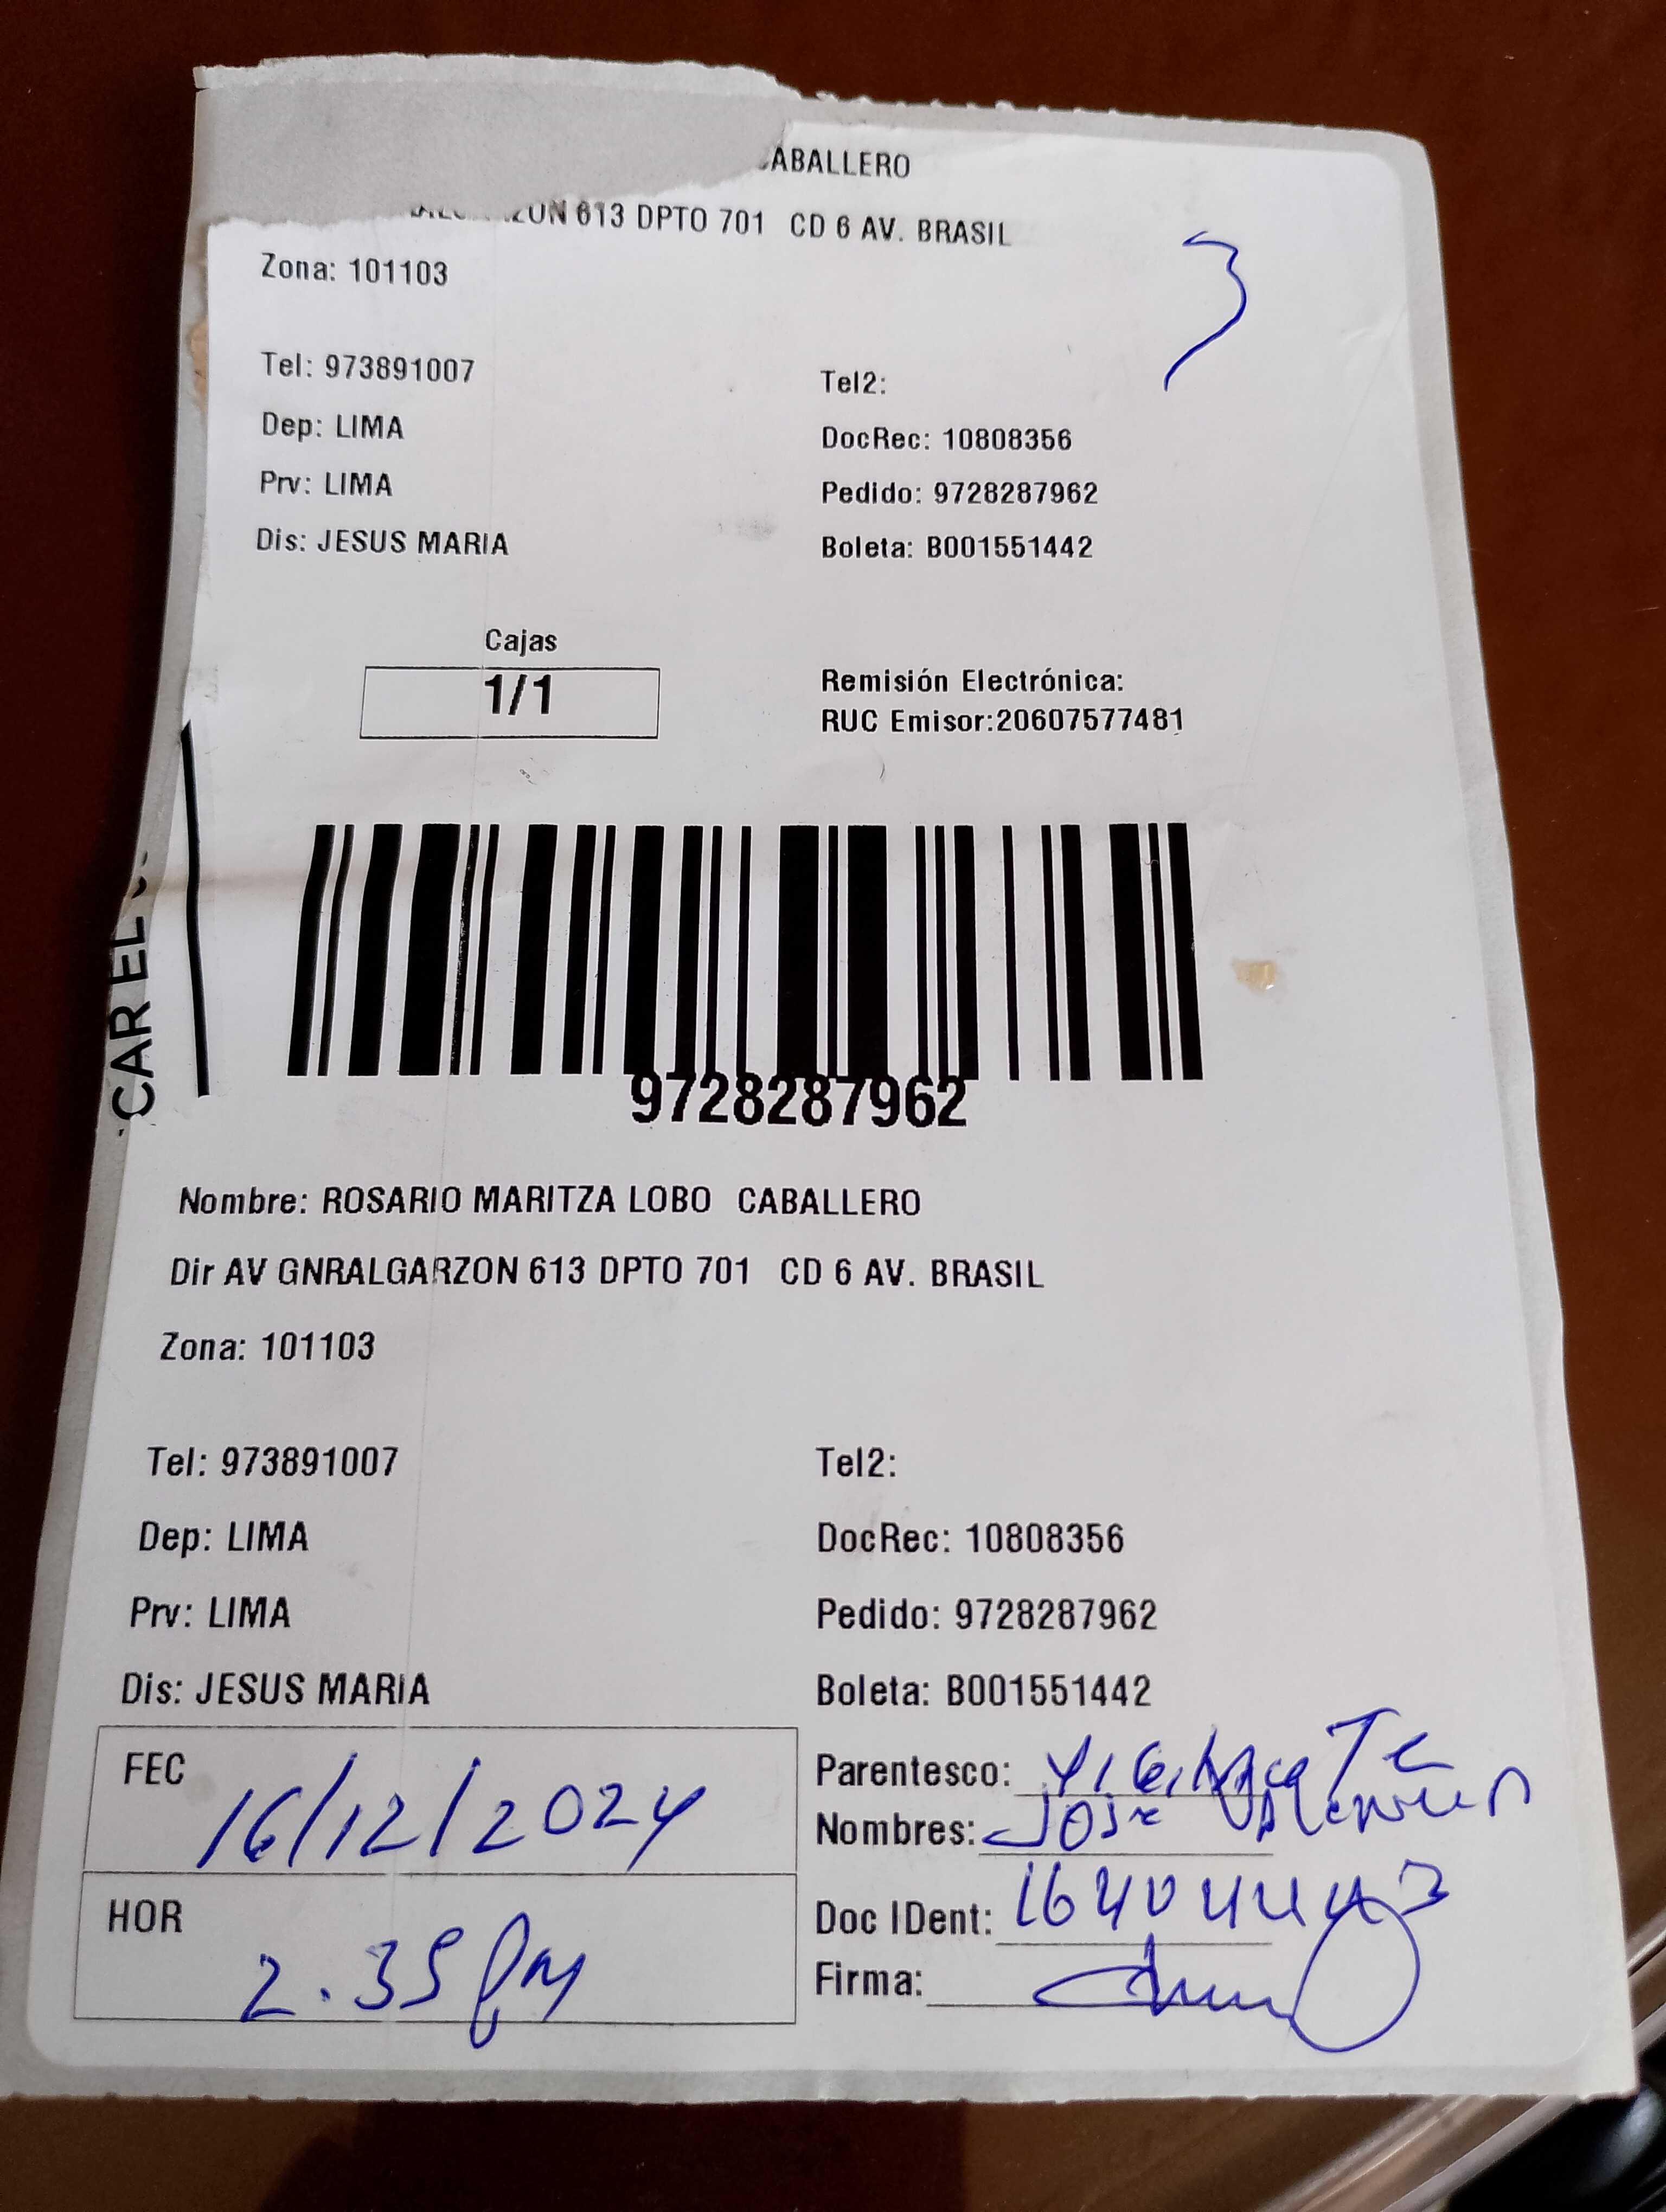 CABALLERO
ZON 613 DPTO 701 CD 6 AV. BRASIL
Zona: 101103
3
Tel: 973891007
Tel2:
Dep: LIMA
DocRec: 10808356
Prv: LIMA
Pedido: 9728287962
Dis: JESUS MARIA
Boleta: B001551442
Cajas
1/1
Remisión Electrónica:
RUC Emisor:20607577481
CAR EL
9728287962
Nombre: ROSARIO MARITZA LOBO CABALLERO
Dir AV GNRALGARZON 613 DPTO 701 CD 6 AV. BRASIL
Zona: 101103
Tel: 973891007
Tel2:
Dep: LIMA
DocRec: 10808356
Prv: LIMA
Pedido: 9728287962
Dis: JESUS MARIA
Boleta: B001551442
FEC 16/12/2024
Parentesco: VigilanTe
Nombres: Jose
HOR 2.35 pm
Doc IDent:
Firma: